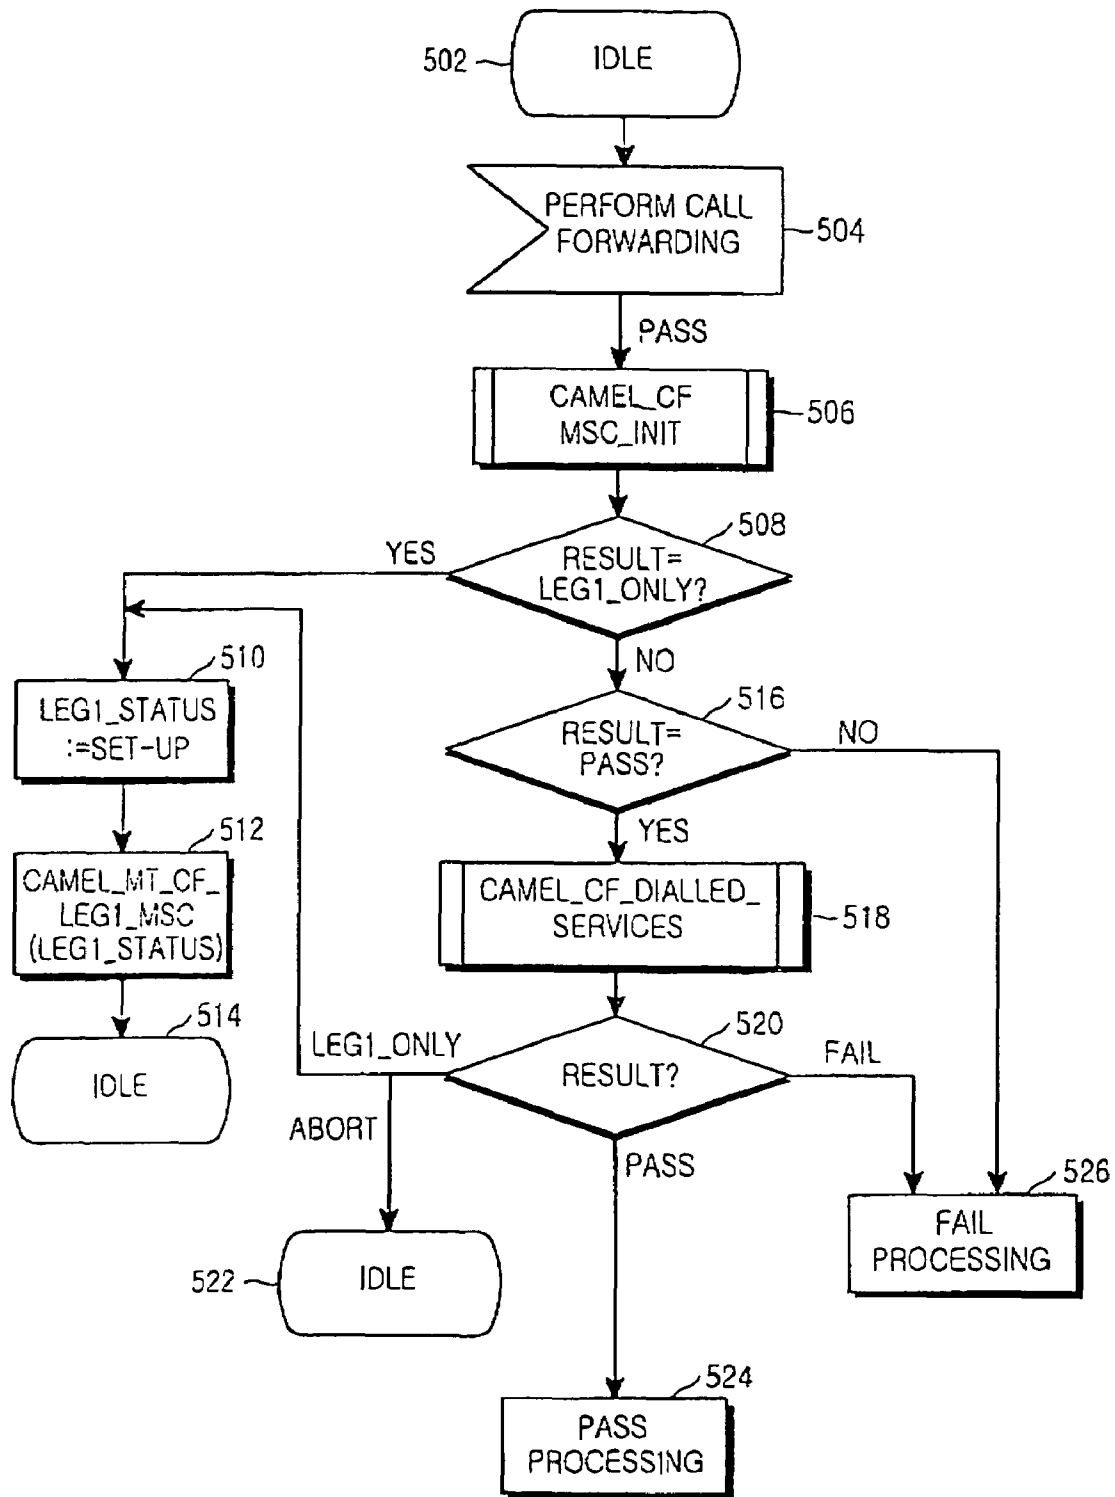 IDLE
502
PERFORM CALL
FORWARDING
504
PASS
CAMEL_CF
MSC_INIT
506
508
YES
RESULT=
LEG1_ONLY?
NO
510
LEG1_STATUS
:=SET-UP
516
RESULT=
PASS?
NO
YES
512
CAMEL_MT_CF_
LEG1_MSC
(LEG1_STATUS)
CAMEL_CF_DIALLED_
SERVICES
518
514
IDLE
520
LEG1_ONLY
RESULT?
FAIL
ABORT
PASS
526
FAIL
PROCESSING
522
IDLE
524
PASS
PROCESSING